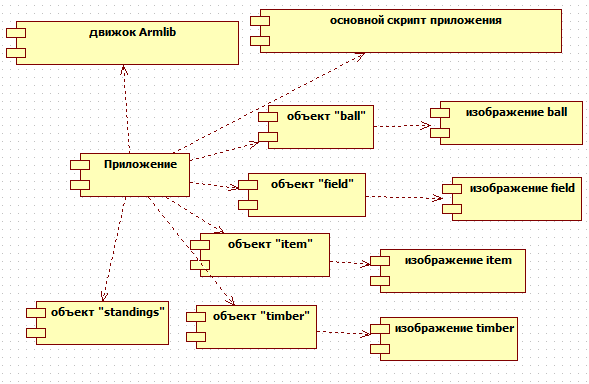 движок Armlib
основной скрипт приложения
объект "ball"
изображение ball
Приложение
объект "field"
изображение field
объект "item"
изображение item
объект "standings"
объект "timber"
изображение timber